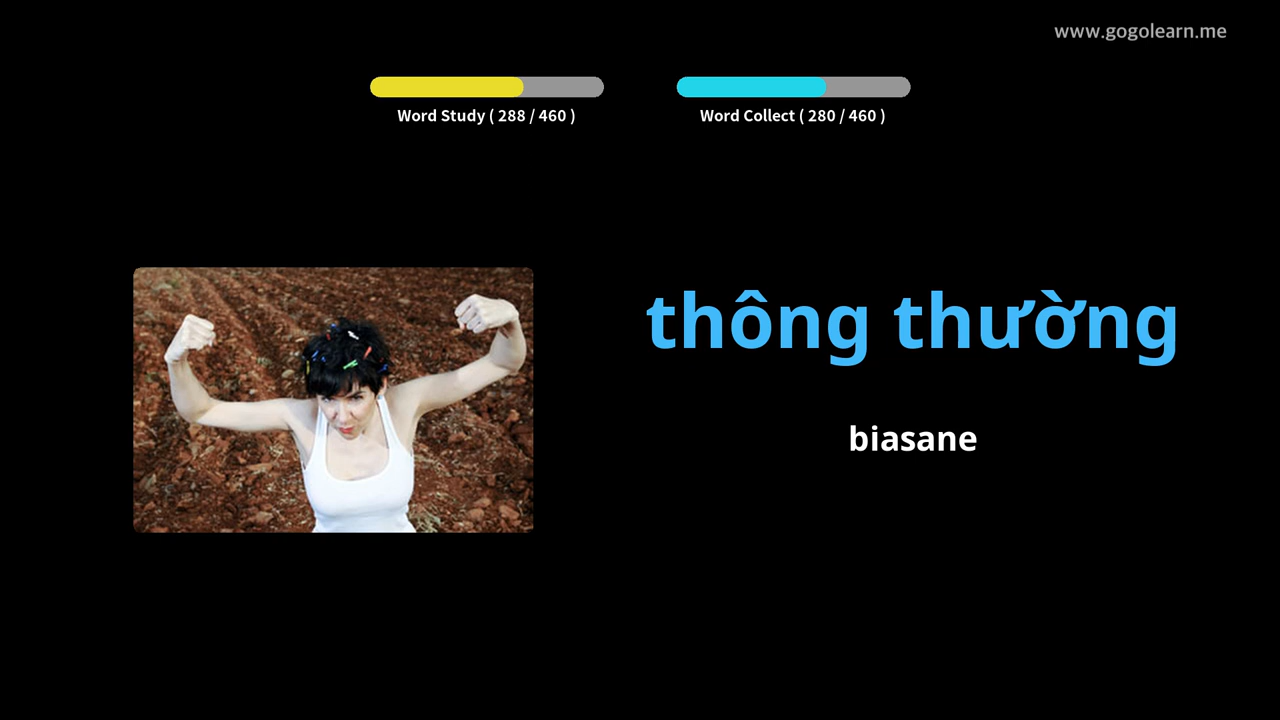 www.gogolearn.me
Word Study ( 288 / 460 )
Word Collect ( 280 / 460 )
thông thường
biasane